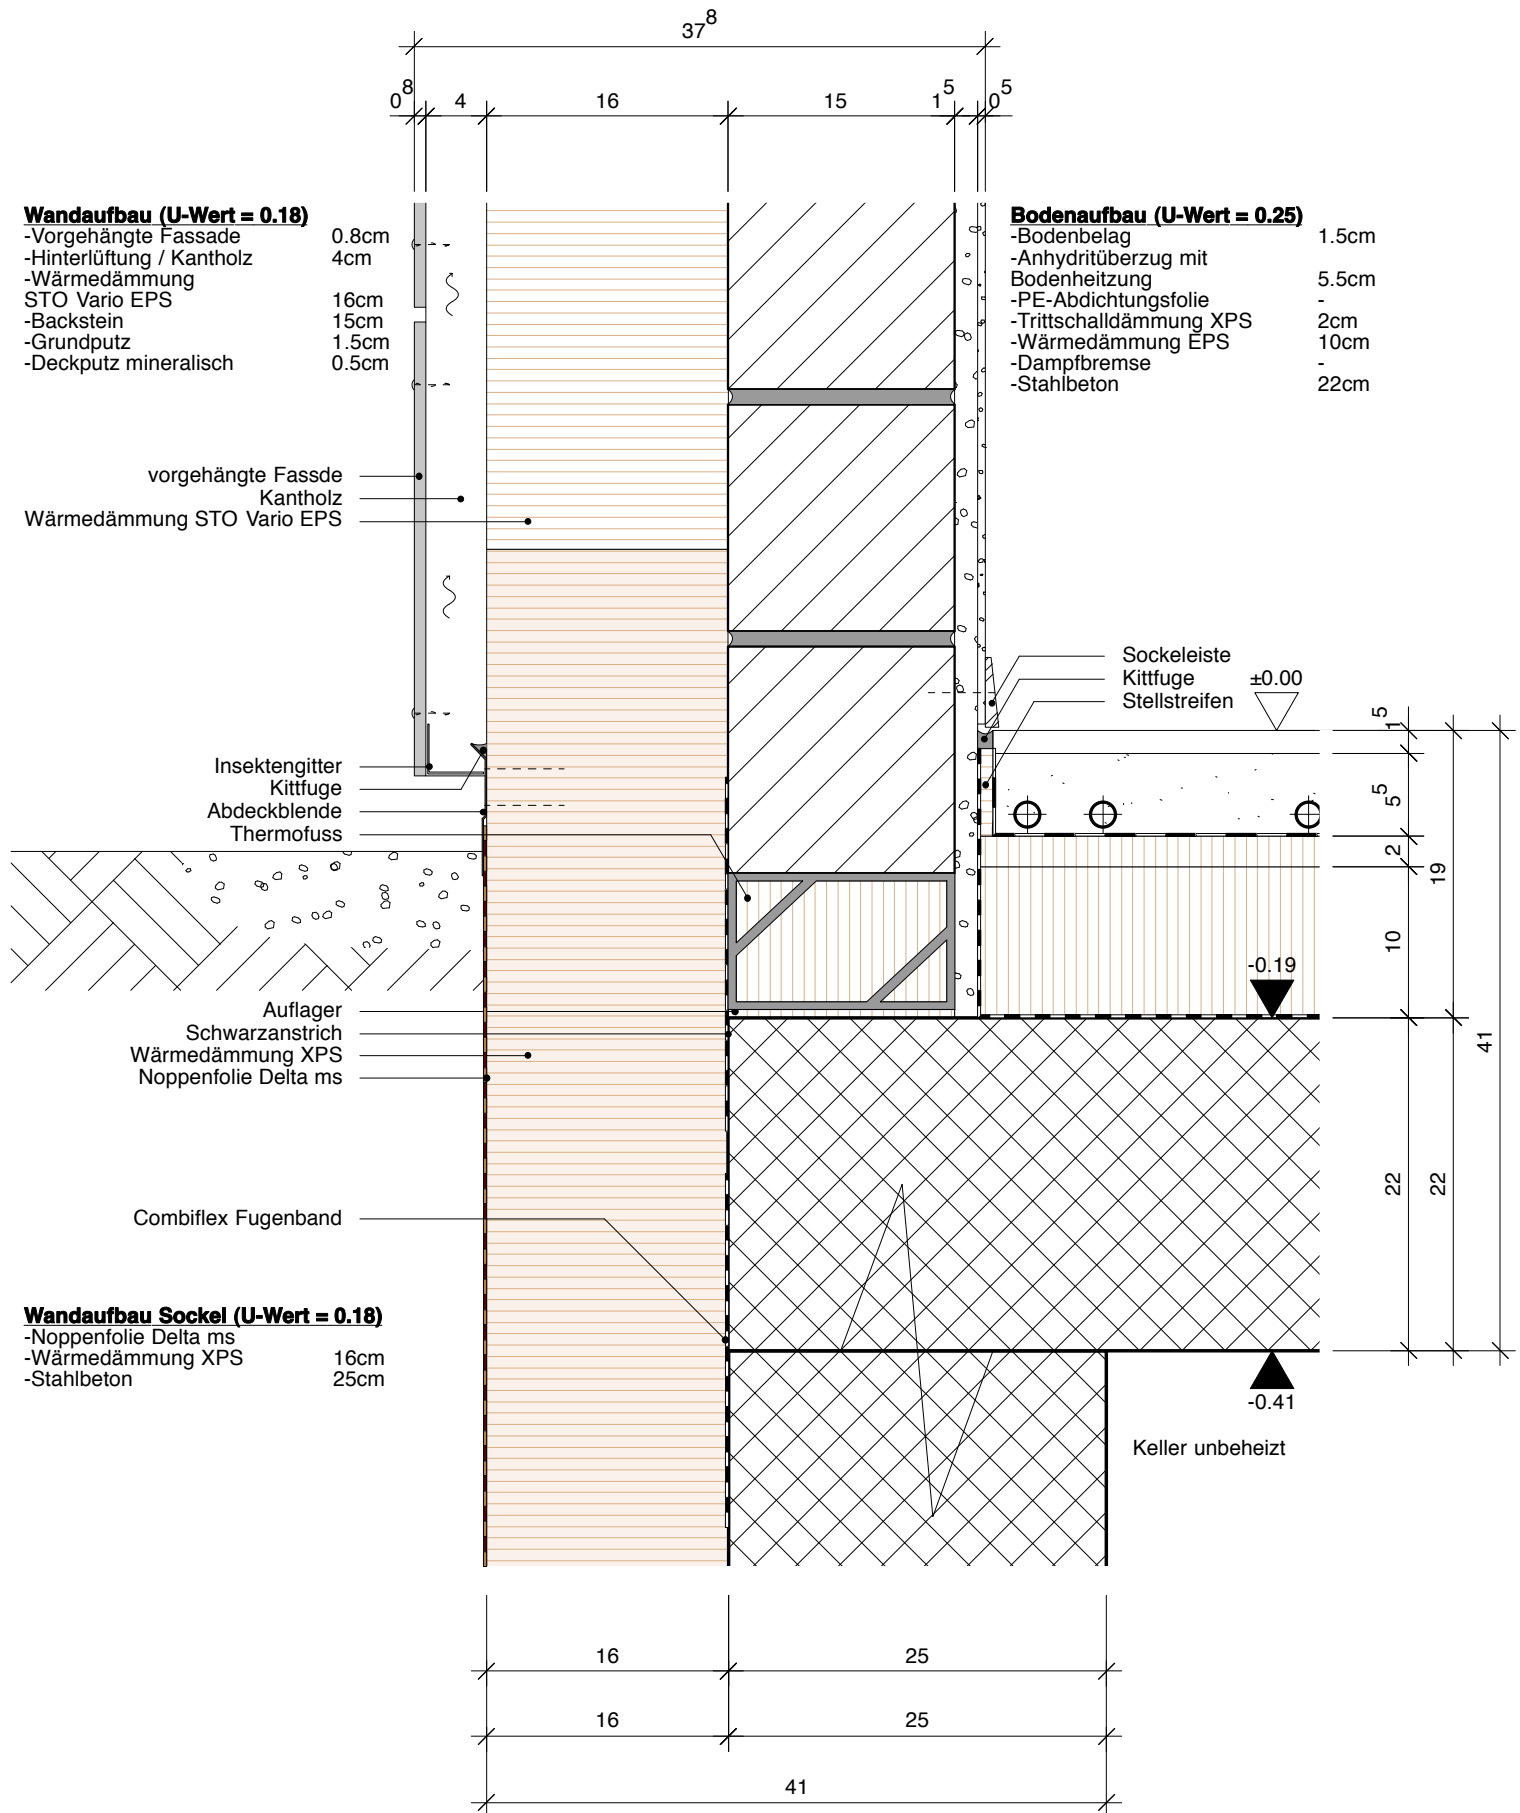 37⁸
0⁸ 4 16 15 1⁵ 0⁵
Wandaufbau (U-Wert = 0.18)
-Vorgehängte Fassade 0.8cm
-Hinterlüftung / Kantholz 4cm
-Wärmedämmung
STO Vario EPS 16cm
-Backstein 15cm
-Grundputz 1.5cm
-Deckputz mineralisch 0.5cm
Bodenaufbau (U-Wert = 0.25)
-Bodenbelag 1.5cm
-Anhydritüberzug mit
Bodenheitzung 5.5cm
-PE-Abdichtungsfolie -
-Trittschalldämmung XPS 2cm
-Wärmedämmung EPS 10cm
-Dampfbremse -
-Stahlbeton 22cm
vorgehängte Fassde
Kantholz
Wärmedämmung STO Vario EPS
Sockeleiste
Kittfuge
Stellstreifen
±0.00
Insektengitter
Kittfuge
Abdeckblende
Thermofuss
1⁵
5⁵
2
10
22
19
22
41
-0.19
Auflager
Schwarzanstrich
Wärmedämmung XPS
Noppenfolie Delta ms
Combiflex Fugenband
Wandaufbau Sockel (U-Wert = 0.18)
-Noppenfolie Delta ms
-Wärmedämmung XPS 16cm
-Stahlbeton 25cm
-0.41
Keller unbeheizt
16 25
16 25
41